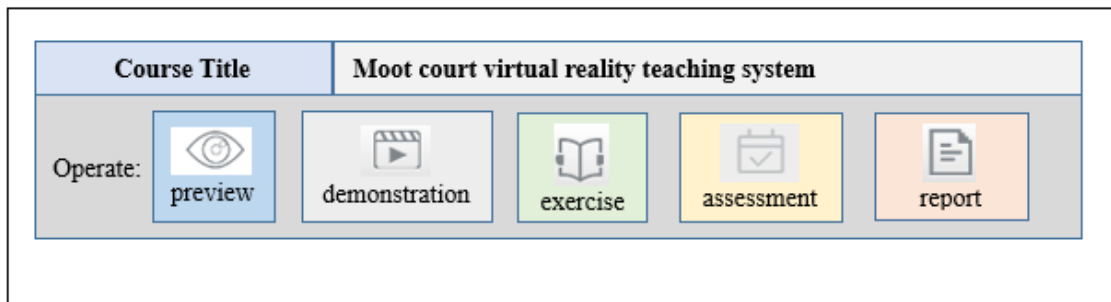 Course Title
Moot court virtual reality teaching system
Operate:
preview
demonstration
exercise
assessment
report